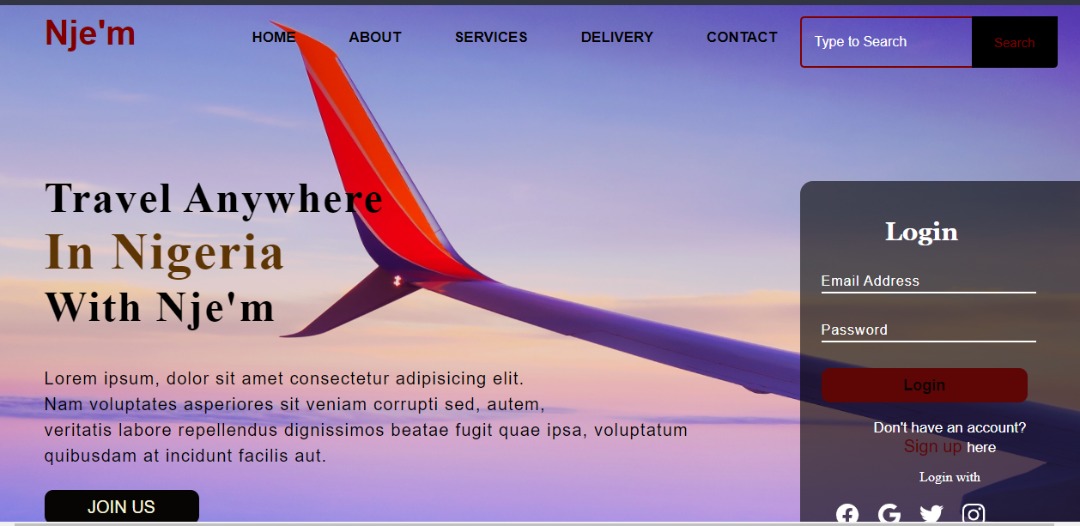 Nje'm
HOME ABOUT SERVICES DELIVERY CONTACT
Type to Search Search
Travel Anywhere
In Nigeria
With Nje'm
Lorem ipsum, dolor sit amet consectetur adipisicing elit.
Nam voluptates asperiores sit veniam corrupti sed, autem,
veritatis labore repellendus dignissimos beatae fugit quae ipsa, voluptatum
quibusdam at incidunt facilis aut.
JOIN US
Login
Email Address
Password
Login
Don't have an account?
Sign up here
Login with